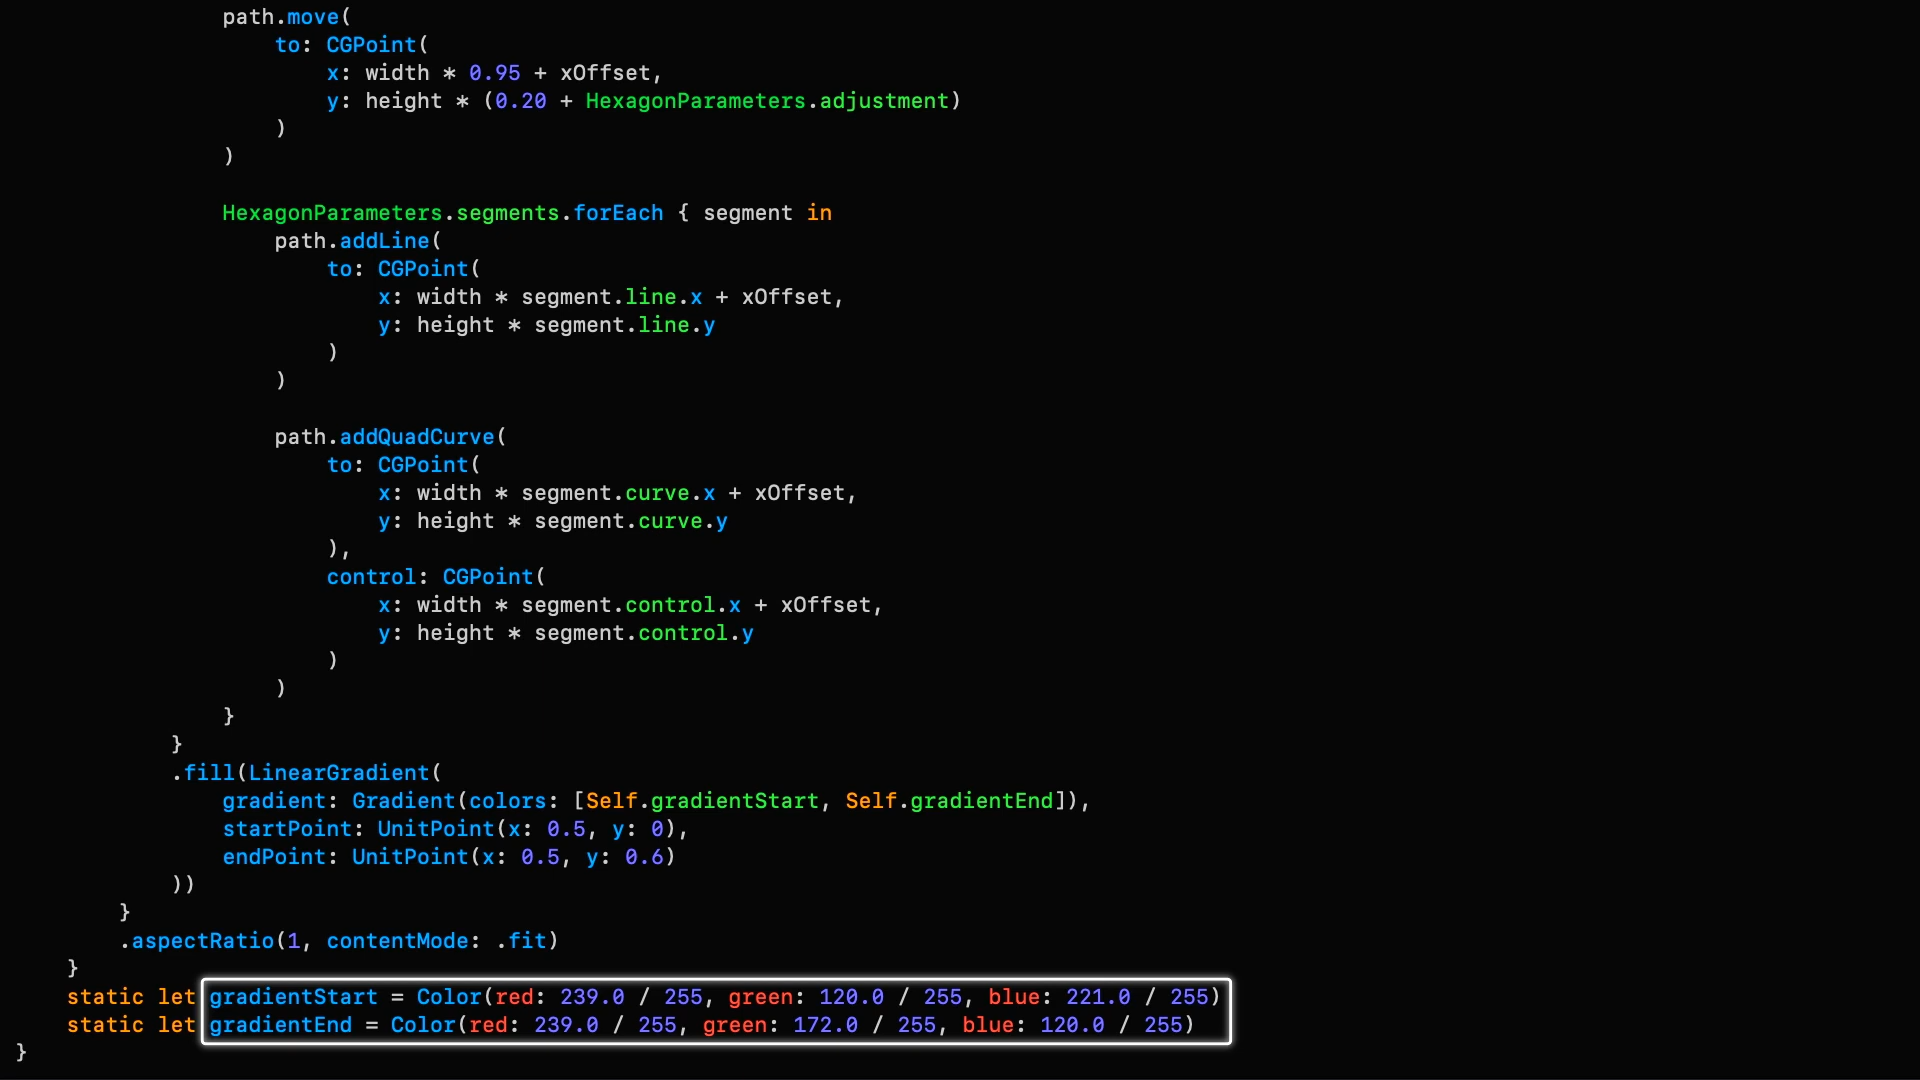 path.move(
to: CGPoint(
x: width * 0.95 + xOffset,
y: height * (0.20 + HexagonParameters.adjustment)
)
)
HexagonParameters.segments.forEach { segment in
path.addLine(
to: CGPoint(
x: width * segment.line.x + xOffset,
y: height * segment.line.y
)
)
path.addQuadCurve(
to: CGPoint(
x: width * segment.curve.x + xOffset,
y: height * segment.curve.y
),
control: CGPoint(
x: width * segment.control.x + xOffset,
y: height * segment.control.y
)
)
}
}
.fill(LinearGradient(
gradient: Gradient(colors: [Self.gradientStart, Self.gradientEnd]),
startPoint: UnitPoint(x: 0.5, y: 0),
endPoint: UnitPoint(x: 0.5, y: 0.6)
))
}
.aspectRatio(1, contentMode: .fit)
}
static let gradientStart = Color(red: 239.0 / 255, green: 120.0 / 255, blue: 221.0 / 255)
static let gradientEnd = Color(red: 239.0 / 255, green: 172.0 / 255, blue: 120.0 / 255)
}